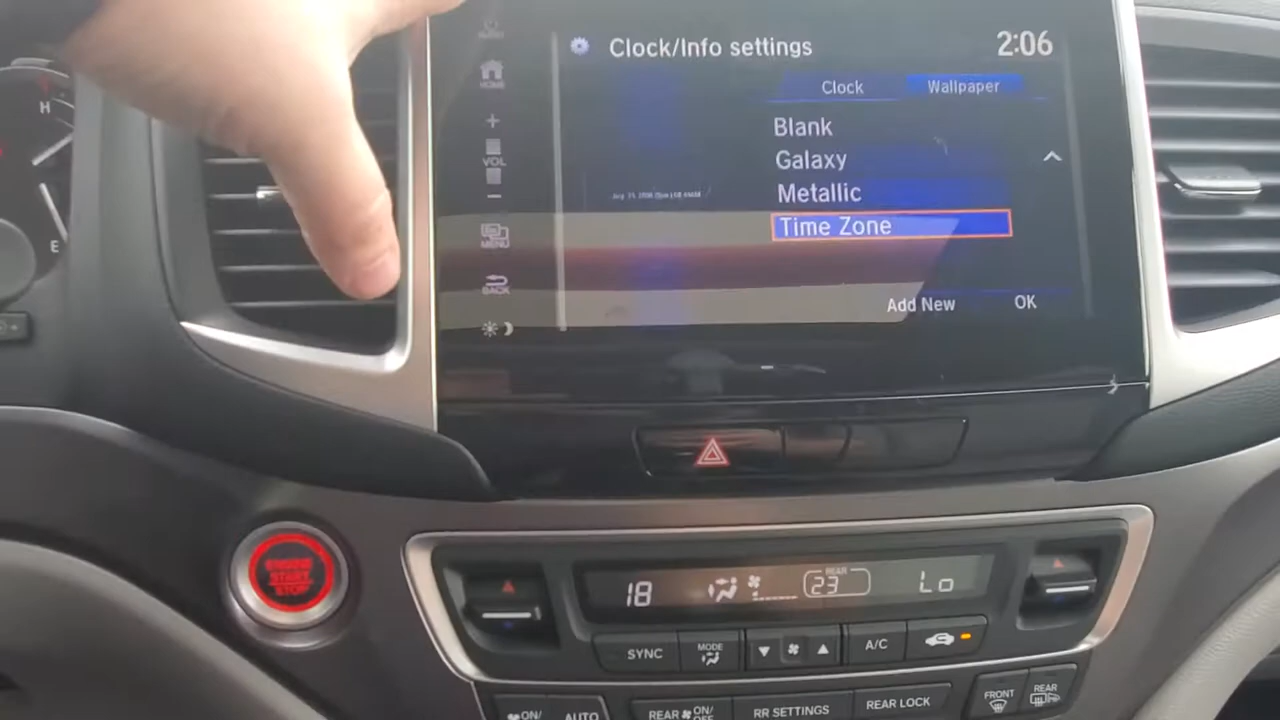 Clock/Info settings
2:06
Clock
Wallpaper
Blank
Galaxy
Metallic
Time Zone
Add New
OK
HOME
+
VOL
−
MENU
BACK
H
E
ENGINE
START
STOP
18
REAR
23
Lo
SYNC
MODE
A/C
ON/
AUTO
REAR ON/
OFF
RR SETTINGS
REAR LOCK
FRONT
REAR